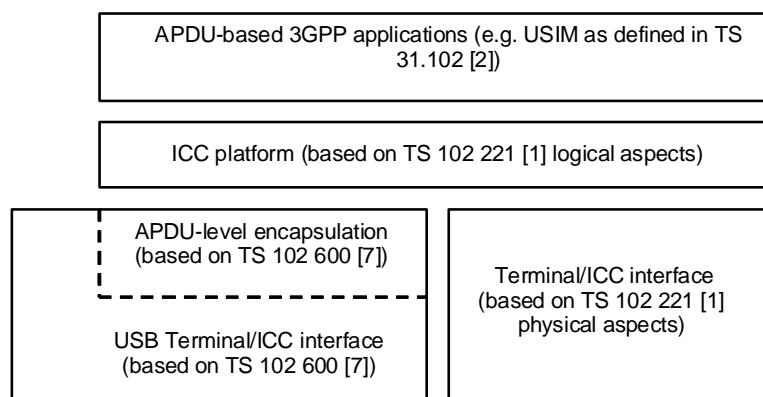 APDU-based 3GPP applications (e.g. USIM as defined in TS
31.102 [2])
ICC platform (based on TS 102 221 [1] logical aspects)
APDU-level encapsulation
(based on TS 102 600 [7])
USB Terminal/ICC interface
(based on TS 102 600 [7])
Terminal/ICC interface
(based on TS 102 221 [1]
physical aspects)